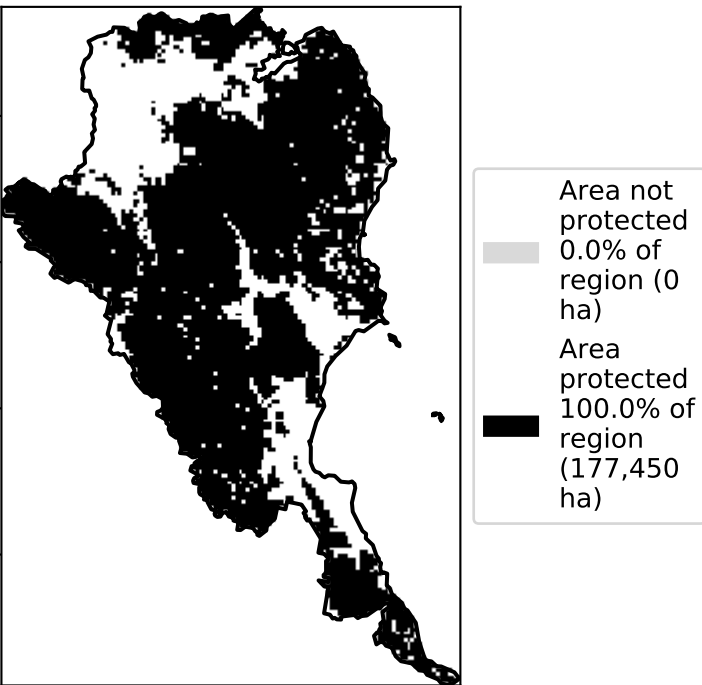 Area not
protected
0.0% of
region (0
ha)
Area
protected
100.0% of
region
(177,450
ha)